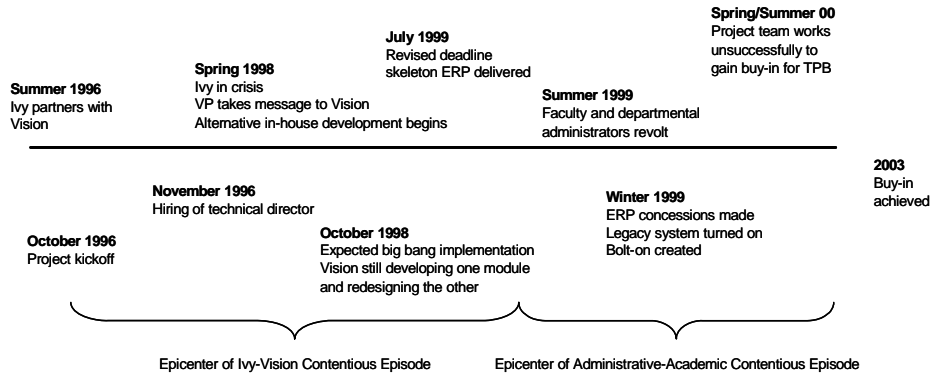 Spring/Summer 00
Project team works
unsuccessfully to
gain buy-in for TPB
July 1999
Revised deadline
skeleton ERP delivered
Spring 1998
Ivy in crisis
VP takes message to Vision
Alternative in-house development begins
Summer 1996
Ivy partners with
Vision
Summer 1999
Faculty and departmental
administrators revolt
2003
Buy-in
achieved
November 1996
Hiring of technical director
Winter 1999
ERP concessions made
Legacy system turned on
Bolt-on created
October 1996
Project kickoff
October 1998
Expected big bang implementation
Vision still developing one module
and redesigning the other
Epicenter of Ivy-Vision Contentious Episode
Epicenter of Administrative-Academic Contentious Episode